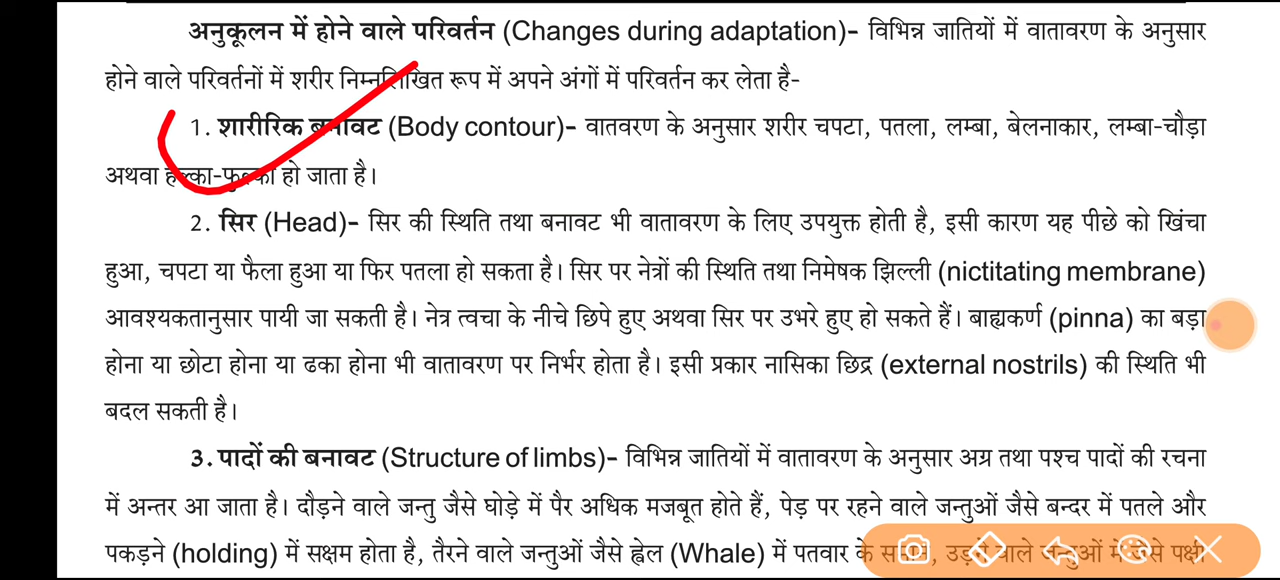 अनुकूलन में होने वाले परिवर्तन (Changes during adaptation)– विभिन्न जातियों में वातावरण के अनुसार
होने वाले परिवर्तनों में शरीर निम्नलिखित रूप में अपने अंगों में परिवर्तन कर लेता है-
1. शारीरिक बनावट (Body contour)– वातवरण के अनुसार शरीर चपटा, पतला, लम्बा, बेलनाकार, लम्बा-चौड़ा
अथवा हल्का-फुल्का हो जाता है।
2. सिर (Head)– सिर की स्थिति तथा बनावट भी वातावरण के लिए उपयुक्त होती है, इसी कारण यह पीछे को खिंचा
हुआ, चपटा या फैला हुआ या फिर पतला हो सकता है। सिर पर नेत्रों की स्थिति तथा निमेषक झिल्ली (nictitating membrane)
आवश्यकतानुसार पायी जा सकती है। नेत्र त्वचा के नीचे छिपे हुए अथवा सिर पर उभरे हुए हो सकते हैं। बाह्यकर्ण (pinna) का बड़ा
होना या छोटा होना या ढका होना भी वातावरण पर निर्भर होता है। इसी प्रकार नासिका छिद्र (external nostrils) की स्थिति भी
बदल सकती है।
3. पादों की बनावट (Structure of limbs)– विभिन्न जातियों में वातावरण के अनुसार अग्र तथा पश्च पादों की रचना
में अन्तर आ जाता है। दौड़ने वाले जन्तु जैसे घोड़े में पैर अधिक मजबूत होते हैं, पेड़ पर रहने वाले जन्तुओं जैसे बन्दर में पतले और
पकड़ने (holding) में सक्षम होता है, तैरने वाले जन्तुओं जैसे ह्वेल (Whale) में पतवार के समान, उड़ने वाले जन्तुओं में जैसे पक्षी